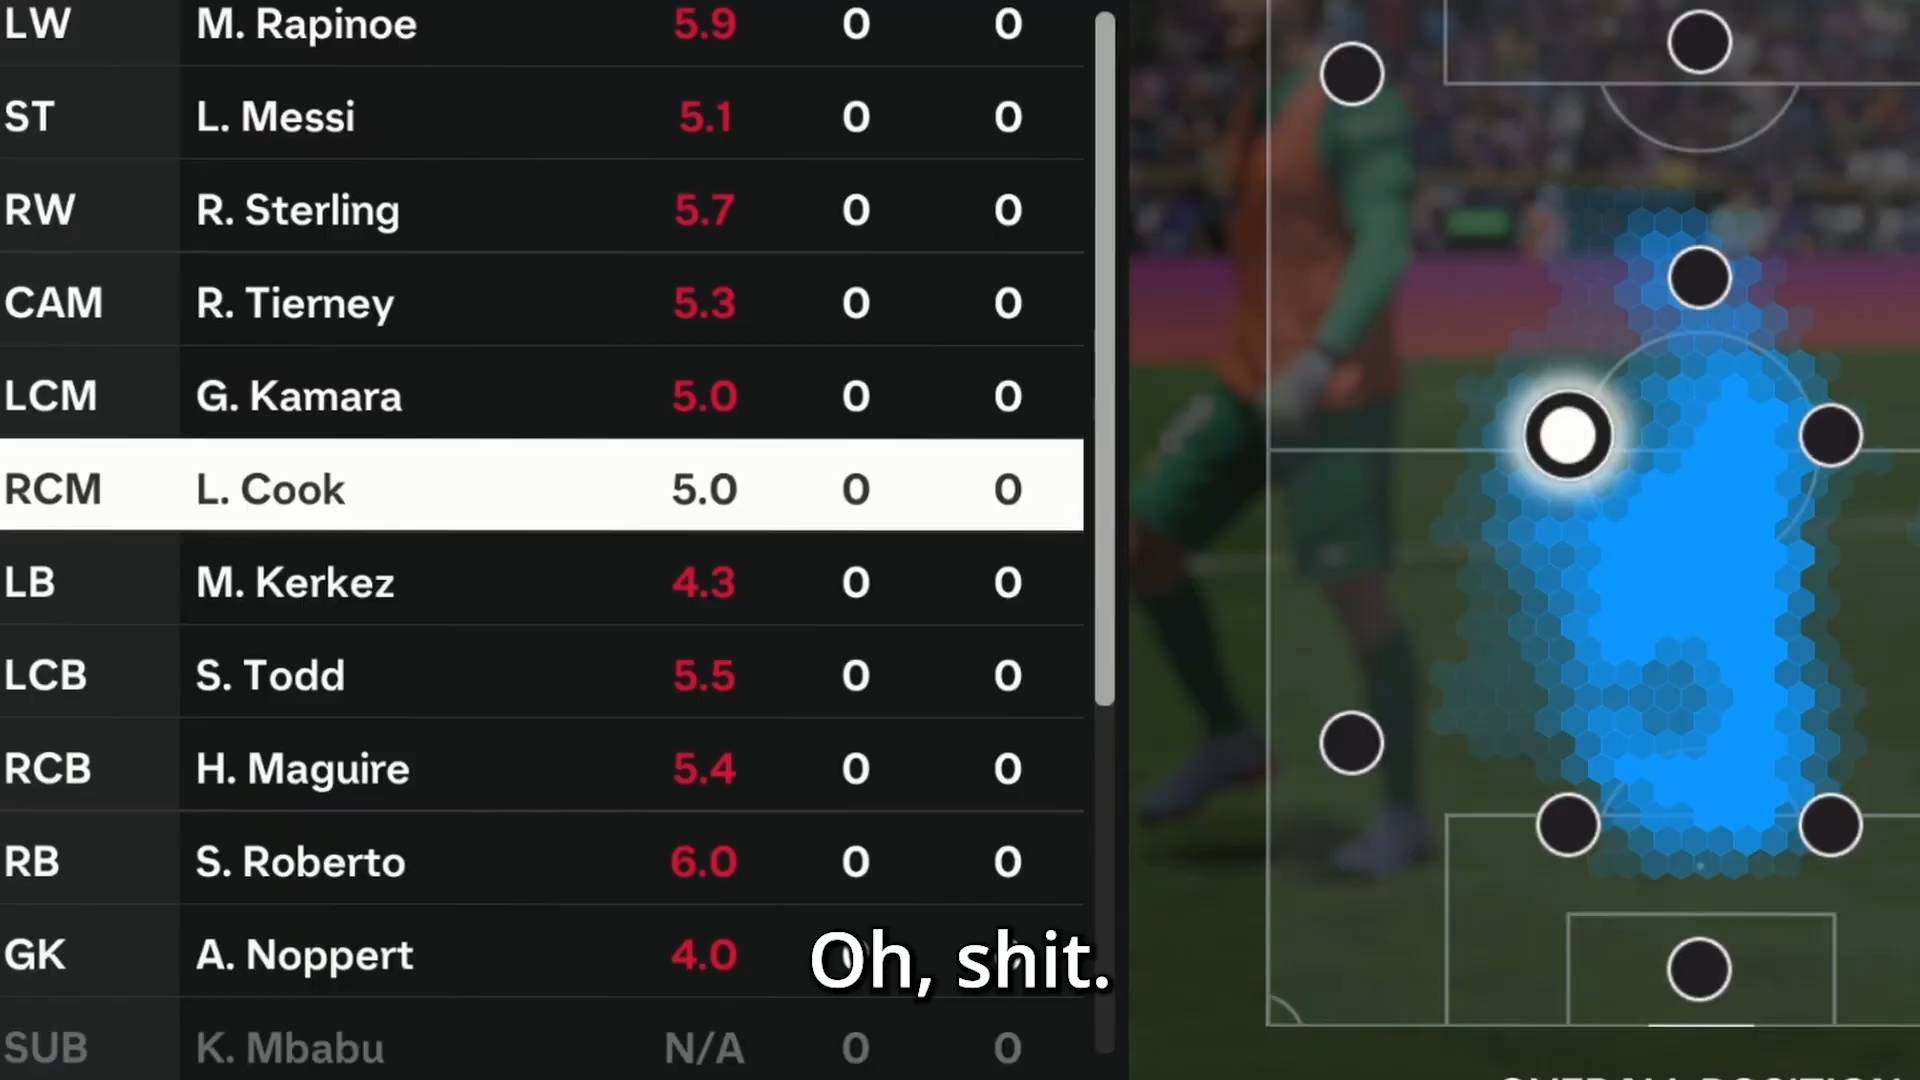 LW M. Rapinoe 5.9 0 0
ST L. Messi 5.1 0 0
RW R. Sterling 5.7 0 0
CAM R. Tierney 5.3 0 0
LCM G. Kamara 5.0 0 0
RCM L. Cook 5.0 0 0
LB M. Kerkez 4.3 0 0
LCB S. Todd 5.5 0 0
RCB H. Maguire 5.4 0 0
RB S. Roberto 6.0 0 0
GK A. Noppert 4.0
Oh, shit.
SUB K. Mbabu N/A 0 0